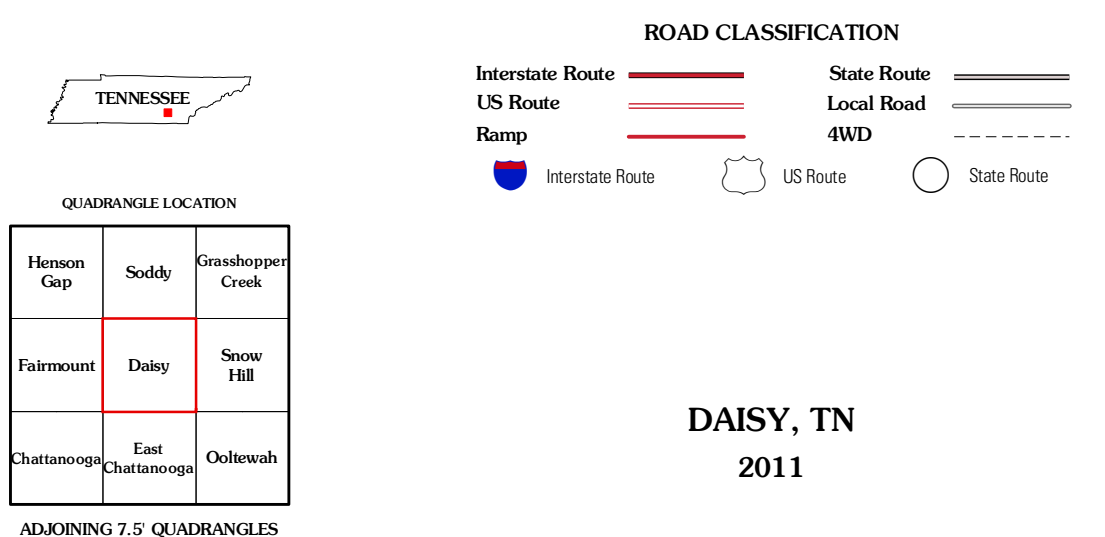 ROAD CLASSIFICATION
Interstate Route
State Route
US Route
Local Road
Ramp
4WD
Interstate Route
US Route
State Route
TENNESSEE
QUADRANGLE LOCATION
Henson
Gap
Soddy
Grasshopper
Creek
Fairmount
Daisy
Snow
Hill
Chattanooga
East
Chattanooga
Ooltewah
ADJOINING 7.5' QUADRANGLES
DAISY, TN
2011